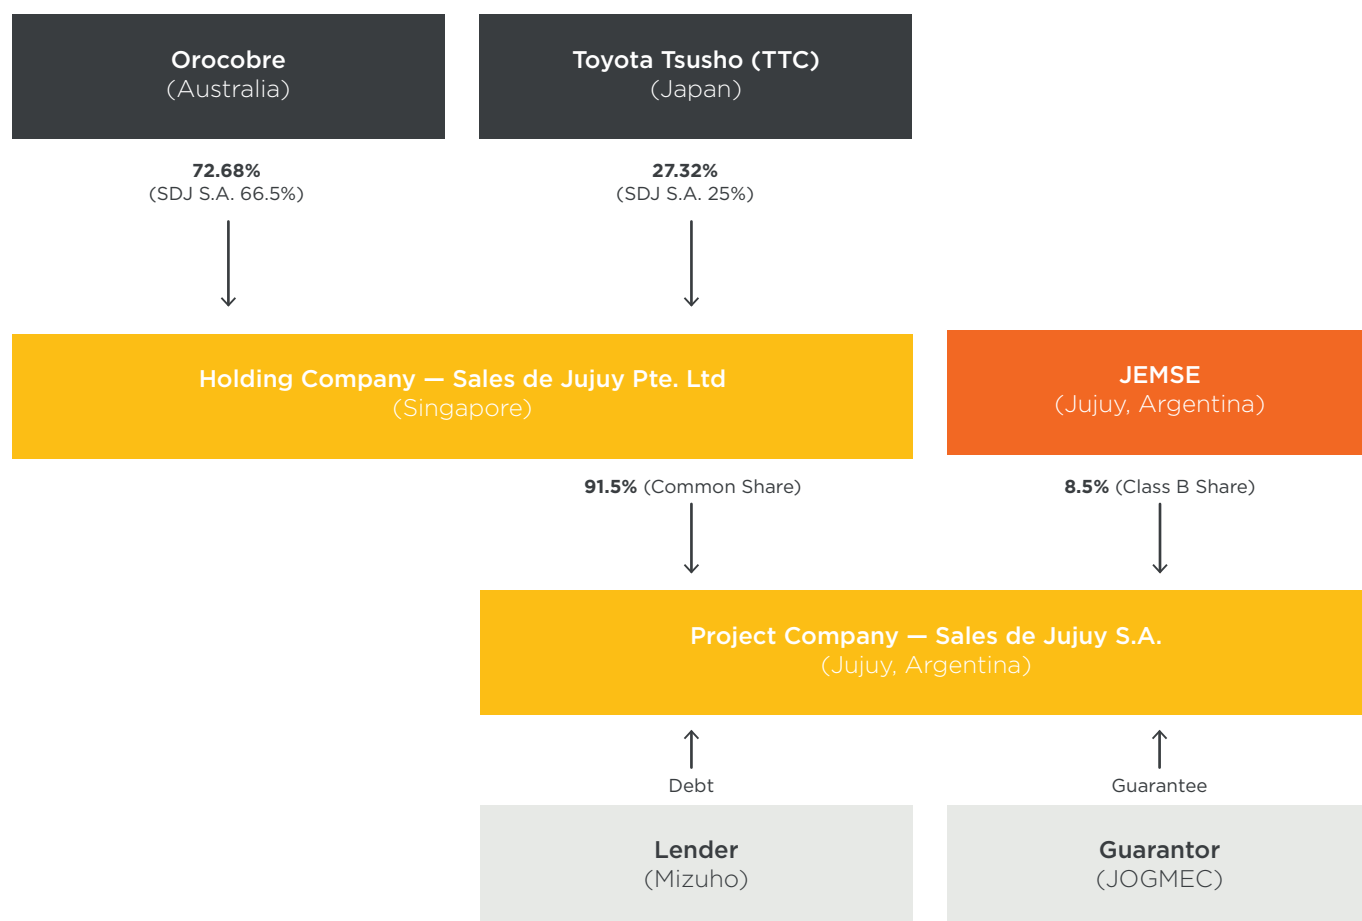 Orocobre
(Australia)
Toyota Tsusho (TTC)
(Japan)
72.68%
(SDJ S.A. 66.5%)
27.32%
(SDJ S.A. 25%)
Holding Company — Sales de Jujuy Pte. Ltd
(Singapore)
JEMSE
(Jujuy, Argentina)
91.5% (Common Share)
8.5% (Class B Share)
Project Company — Sales de Jujuy S.A.
(Jujuy, Argentina)
Debt
Guarantee
Lender
(Mizuho)
Guarantor
(JOGMEC)